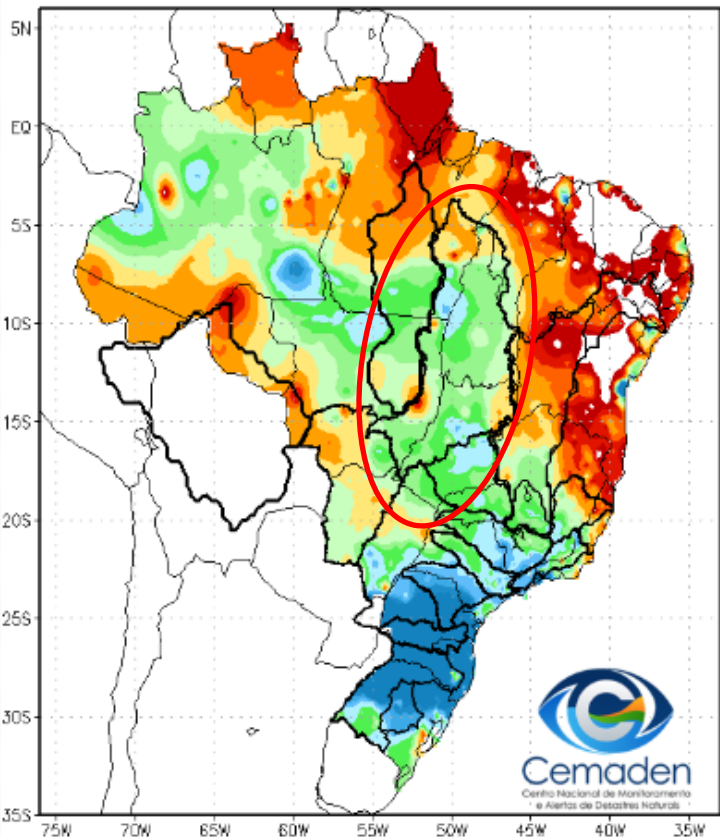 5N
EQ
5S
10S
15S
20S
25S
30S
35S
Cemaden
Centro Nacional de Monitoramento
e Alertas de Desastres Naturais
75W 70W 65W 60W 55W 50W 45W 40W 35W